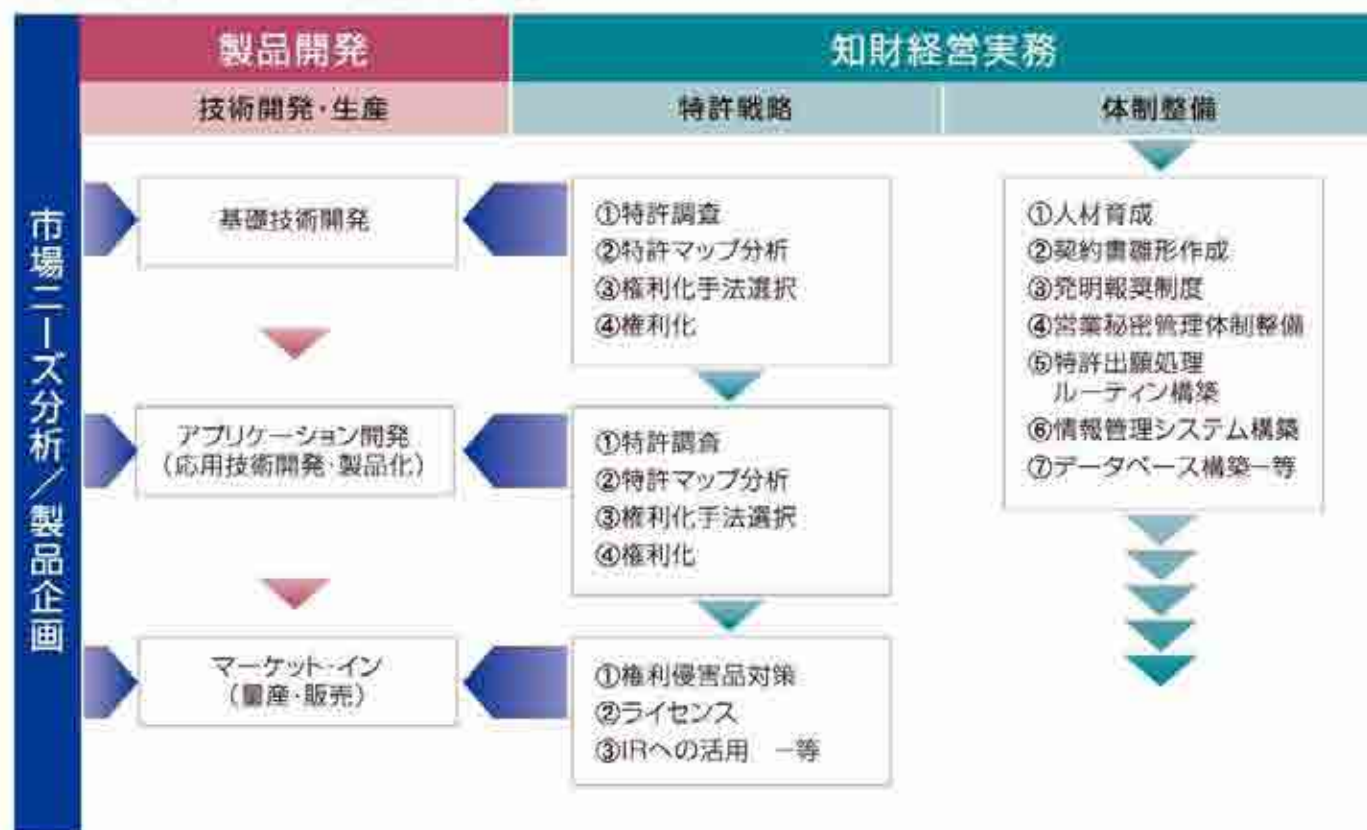 製品開発
知財経営実務
技術開発・生産
特許戦略
体制整備
市場ニーズ分析／製品企画
基礎技術開発
①特許調査
②特許マップ分析
③権利化手法選択
④権利化
アプリケーション開発
（応用技術開発・製品化）
①特許調査
②特許マップ分析
③権利化手法選択
④権利化
マーケット・イン
（量産・販売）
①権利侵害品対策
②ライセンス
③IRへの活用　ー等
①人材育成
②契約書雛形作成
③発明報奨制度
④営業秘密管理体制整備
⑤特許出願処理
ルーティン構築
⑥情報管理システム構築
⑦データベース構築ー等